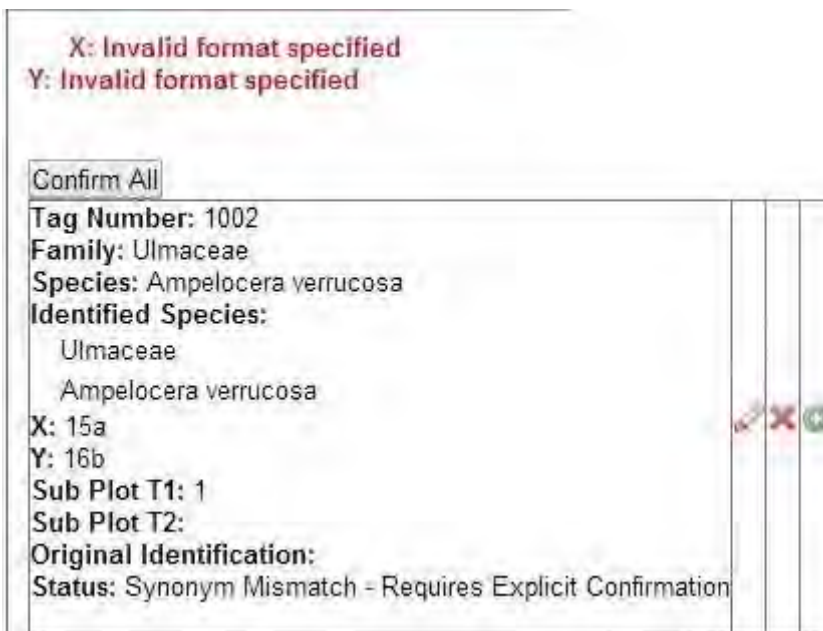 X: Invalid format specified
Y: Invalid format specified
Confirm All
Tag Number: 1002
Family: Ulmaceae
Species: Ampelocera verrucosa
Identified Species:
Ulmaceae
Ampelocera verrucosa
X: 15a
Y: 16b
Sub Plot T1: 1
Sub Plot T2:
Original Identification:
Status: Synonym Mismatch - Requires Explicit Confirmation